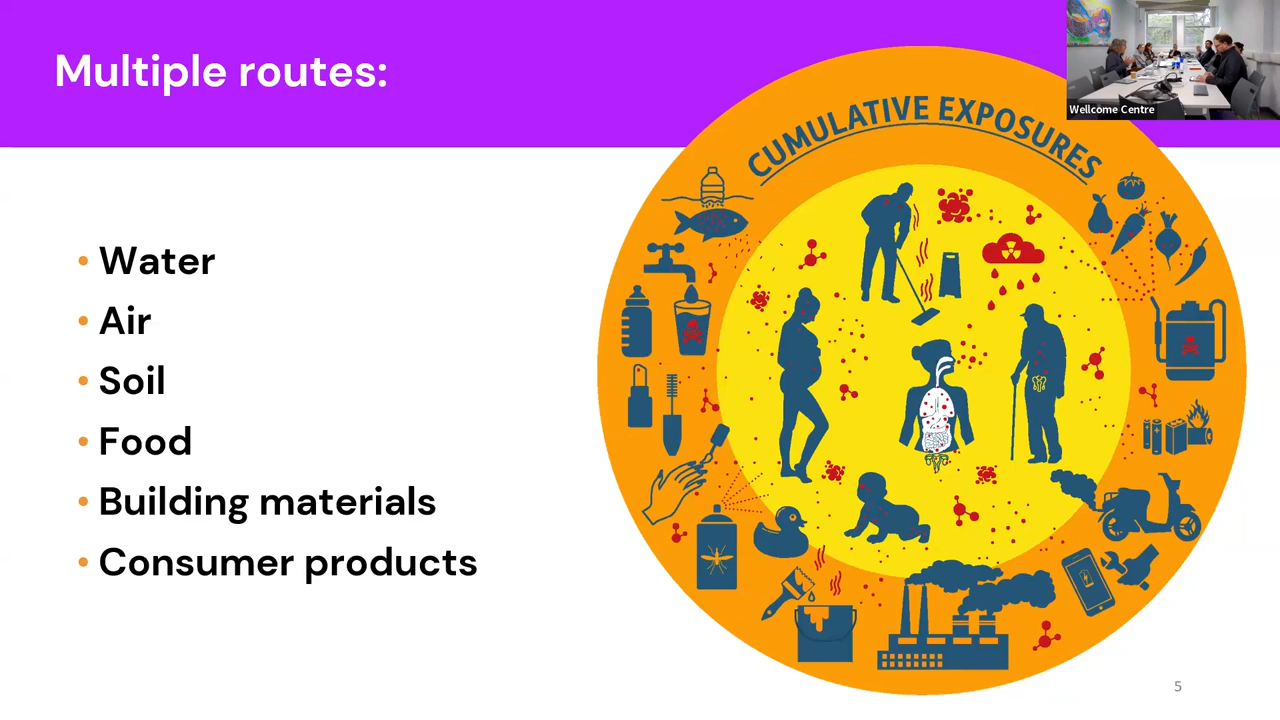 Multiple routes:
Wellcome Centre
CUMULATIVE EXPOSURES
• Water
• Air
• Soil
• Food
• Building materials
• Consumer products
5